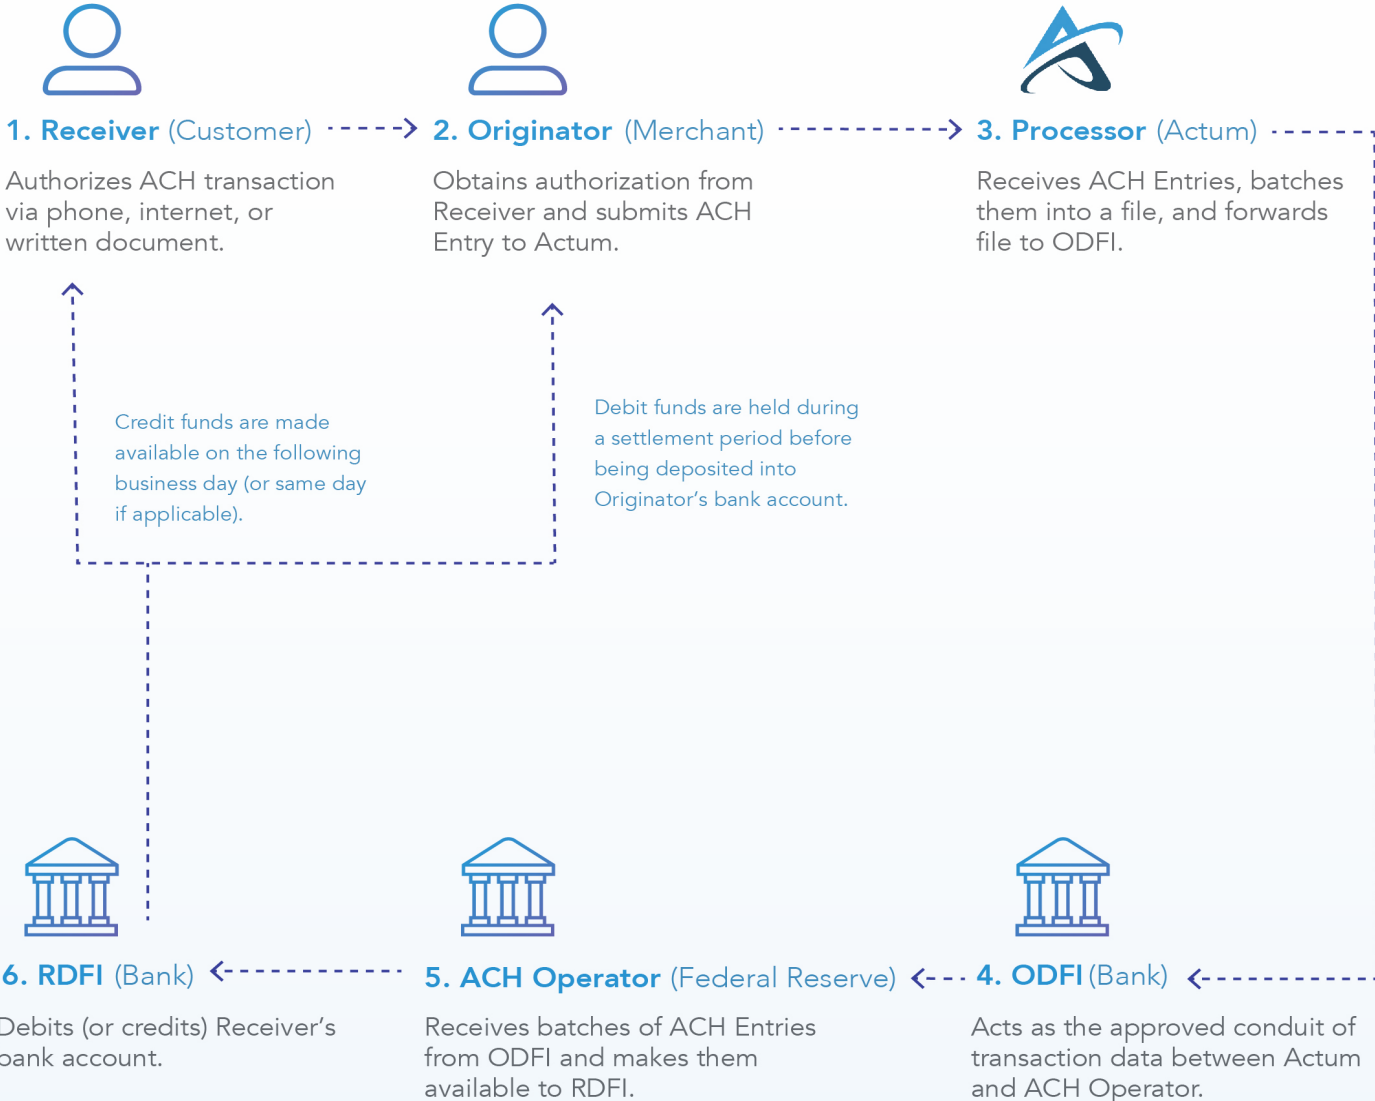 1. Receiver (Customer)
Authorizes ACH transaction
via phone, internet, or
written document.
2. Originator (Merchant)
Obtains authorization from
Receiver and submits ACH
Entry to Actum.
3. Processor (Actum)
Receives ACH Entries, batches
them into a file, and forwards
file to ODFI.
Credit funds are made
available on the following
business day (or same day
if applicable).
Debit funds are held during
a settlement period before
being deposited into
Originator's bank account.
6. RDFI (Bank)
Debits (or credits) Receiver's
bank account.
5. ACH Operator (Federal Reserve)
Receives batches of ACH Entries
from ODFI and makes them
available to RDFI.
4. ODFI (Bank)
Acts as the approved conduit of
transaction data between Actum
and ACH Operator.